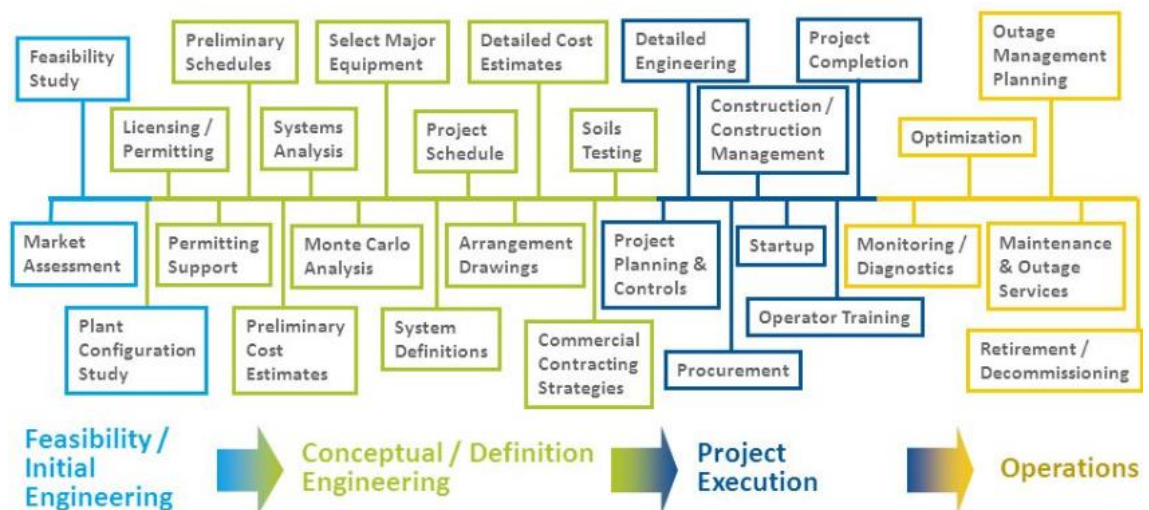 Feasibility
Study
Preliminary
Schedules
Select Major
Equipment
Detailed Cost
Estimates
Detailed
Engineering
Project
Completion
Outage
Management
Planning
Licensing /
Permitting
Systems
Analysis
Project
Schedule
Soils
Testing
Construction /
Construction
Management
Optimization
Market
Assessment
Permitting
Support
Monte Carlo
Analysis
Arrangement
Drawings
Project
Planning &
Controls
Startup
Monitoring /
Diagnostics
Maintenance
& Outage
Services
Plant
Configuration
Study
Preliminary
Cost
Estimates
System
Definitions
Commercial
Contracting
Strategies
Procurement
Operator Training
Retirement /
Decommissioning
Feasibility /
Initial
Engineering
Conceptual / Definition
Engineering
Project
Execution
Operations